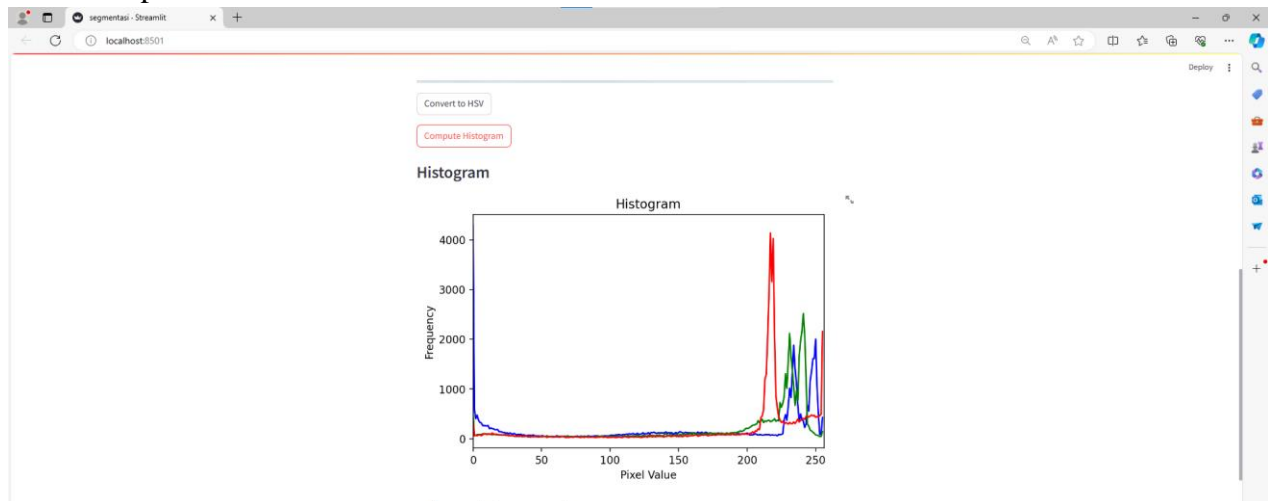 segmentasi - Streamlit
localhost:8501
Deploy
Convert to HSV
Compute Histogram
Histogram
Histogram
4000
3000
2000
1000
0
Frequency
0 50 100 150 200 250
Pixel Value